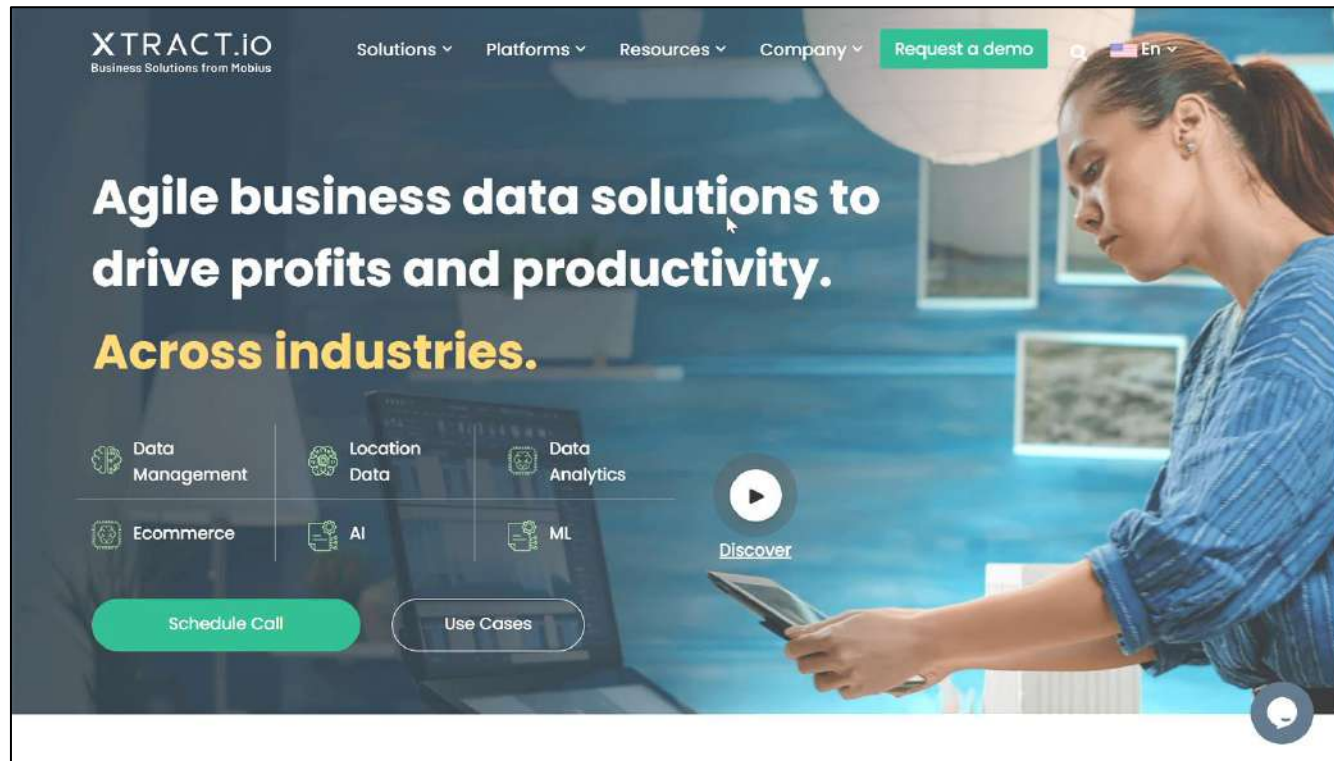 XTRACT.io
Business Solutions from Mobius
Solutions
Platforms
Resources
Company
Request a demo
En
Agile business data solutions to
drive profits and productivity.
Across industries.
Data
Management
Location
Data
Data
Analytics
Ecommerce
AI
ML
Discover
Schedule Call
Use Cases